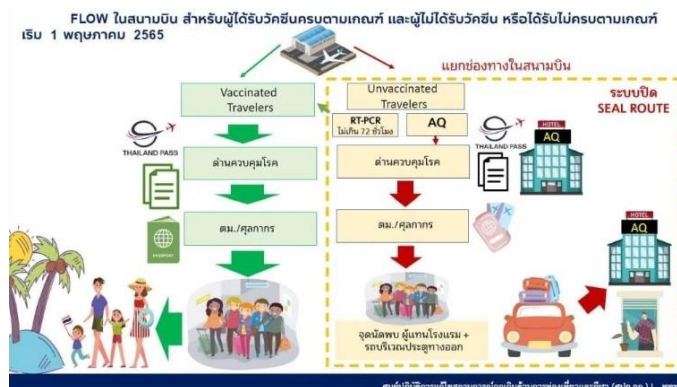 FLOW ในสนามบิน สำหรับผู้ได้รับวัคซีนครบตามเกณฑ์ และผู้ไม่ได้รับวัคซีน หรือได้รับไม่ครบตามเกณฑ์
เริ่ม 1 พฤษภาคม 2565
แยกช่องทางในสนามบิน
Vaccinated
Travelers
Unvaccinated
Travelers
ระบบปิด
SEAL ROUTE
RT-PCR
ไม่เกิน 72 ชั่วโมง
AQ
THAILAND PASS
ด่านควบคุมโรค
THAILAND PASS
ด่านควบคุมโรค
HOTEL
AQ
PASSPORT
ตม./ศุลกากร
ตม./ศุลกากร
HOTEL
AQ
จุดนัดพบ ผู้แทนโรงแรม +
รถบริเวณประตูทางออก